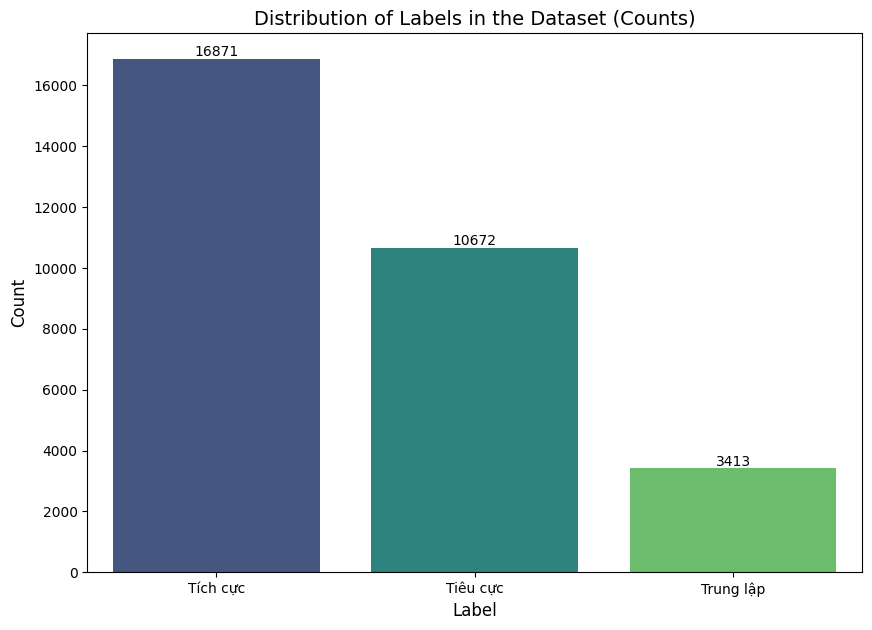 Distribution of Labels in the Dataset (Counts)
16871
10672
3413
Count
16000
14000
12000
10000
8000
6000
4000
2000
0
Tích cực
Tiêu cực
Trung lập
Label